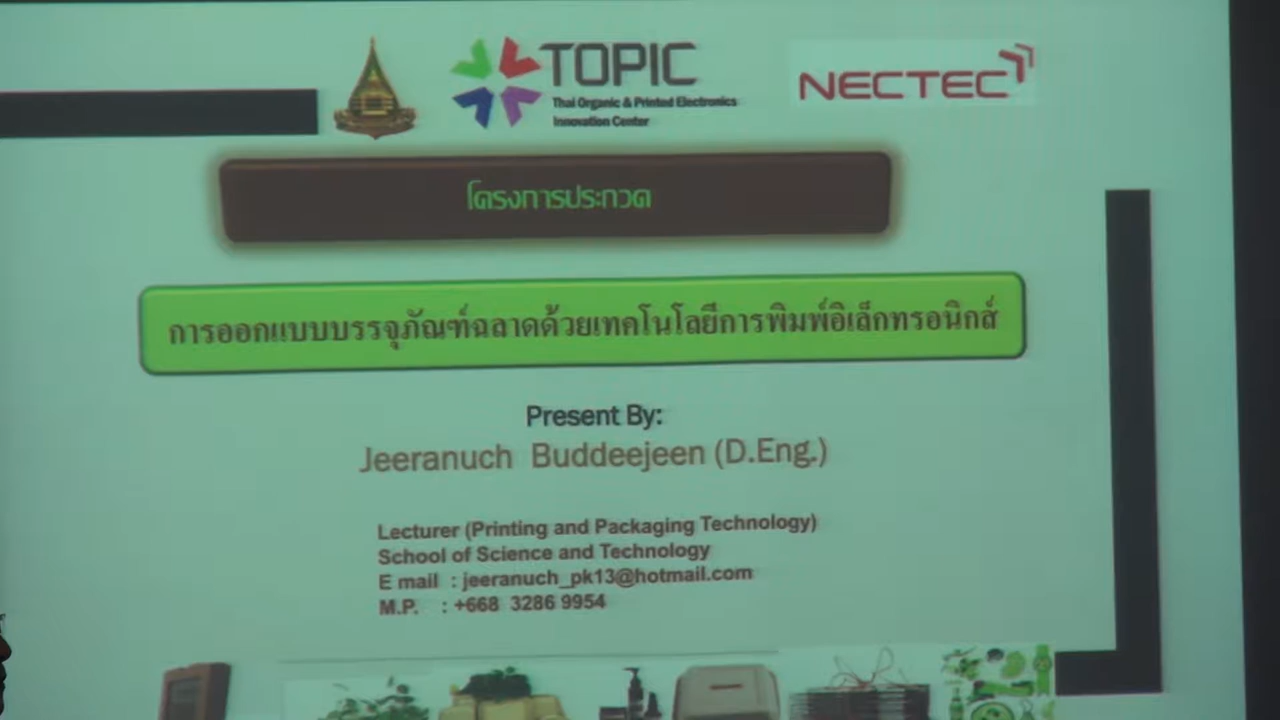 TOPIC
Thai Organic & Printed Electronics
Innovation Center
NECTEC
โครงการประกวด
การออกแบบบรรจุภัณฑ์ฉลาดด้วยเทคโนโลยีการพิมพ์อิเล็กทรอนิกส์
Present By:
Jeeranuch Buddeejeen (D.Eng.)
Lecturer (Printing and Packaging Technology)
School of Science and Technology
E mail : jeeranuch_pk13@hotmail.com
M.P. : +668 3286 9954